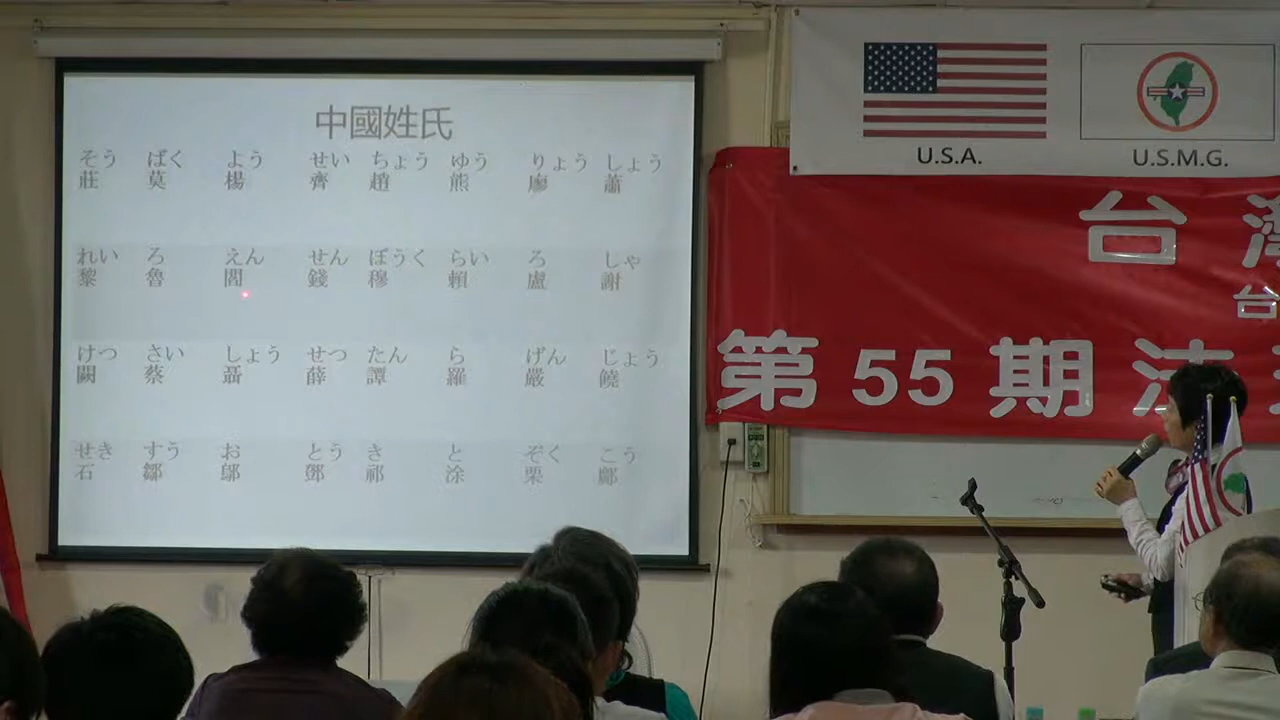 中國姓氏
そう ばく よう せい ちょう ゆう りょう しょう
莊 莫 楊 齊 趙 熊 廖 蕭
れい ろ えん せん ぼうく らい ろ しゃ
黎 魯 閻 錢 穆 賴 盧 謝
けつ さい しょう せつ たん ら げん じょう
闕 蔡 聶 薛 譚 羅 嚴 饒
せき すう お とう き と ぞく こう
石 鄒 鄔 鄧 祁 涂 栗 鄺
U.S.A.
U.S.M.G.
台灣
台
第 55 期 法